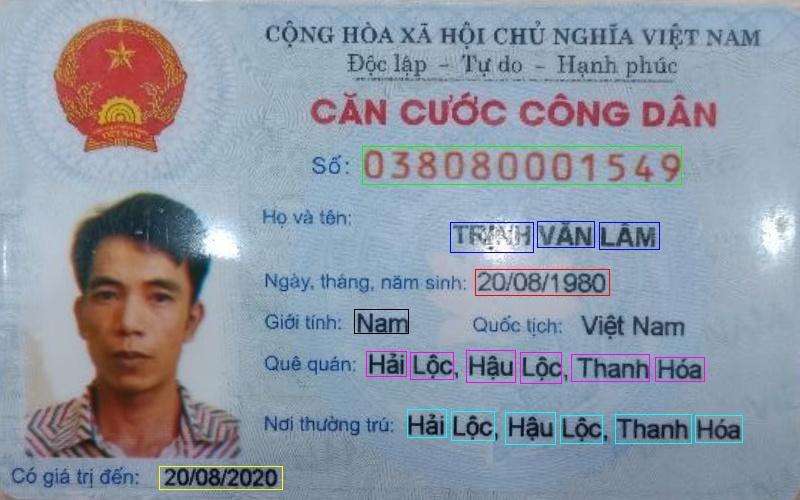 CỘNG HÒA XÃ HỘI CHỦ NGHĨA VIỆT NAM
Độc lập - Tự do - Hạnh phúc
CĂN CƯỚC CÔNG DÂN
Số: 038080001549
Họ và tên:
TRỊNH VĂN LÂM
Ngày, tháng, năm sinh: 20/08/1980
Giới tính: Nam Quốc tịch: Việt Nam
Quê quán: Hải Lộc, Hậu Lộc, Thanh Hóa
Nơi thường trú: Hải Lộc, Hậu Lộc, Thanh Hóa
Có giá trị đến: 20/08/2020